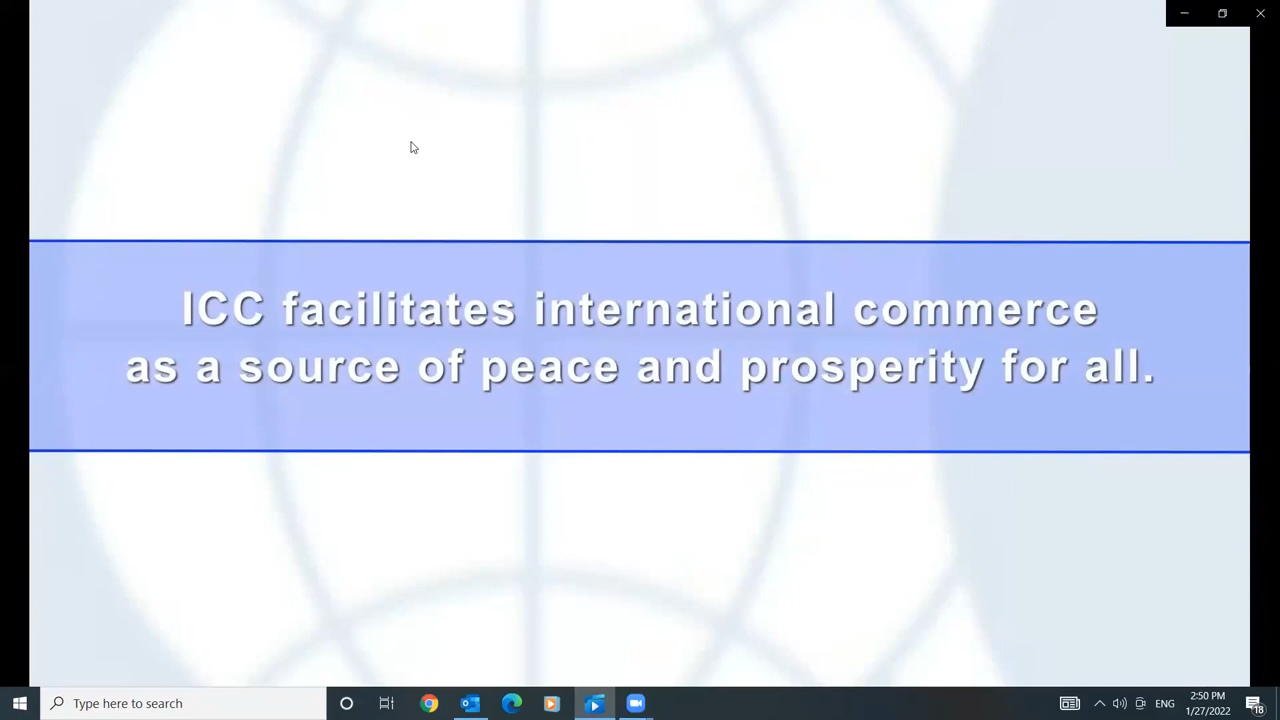 ICC facilitates international commerce
as a source of peace and prosperity for all.
Type here to search
ENG
2:50 PM
1/27/2022
18